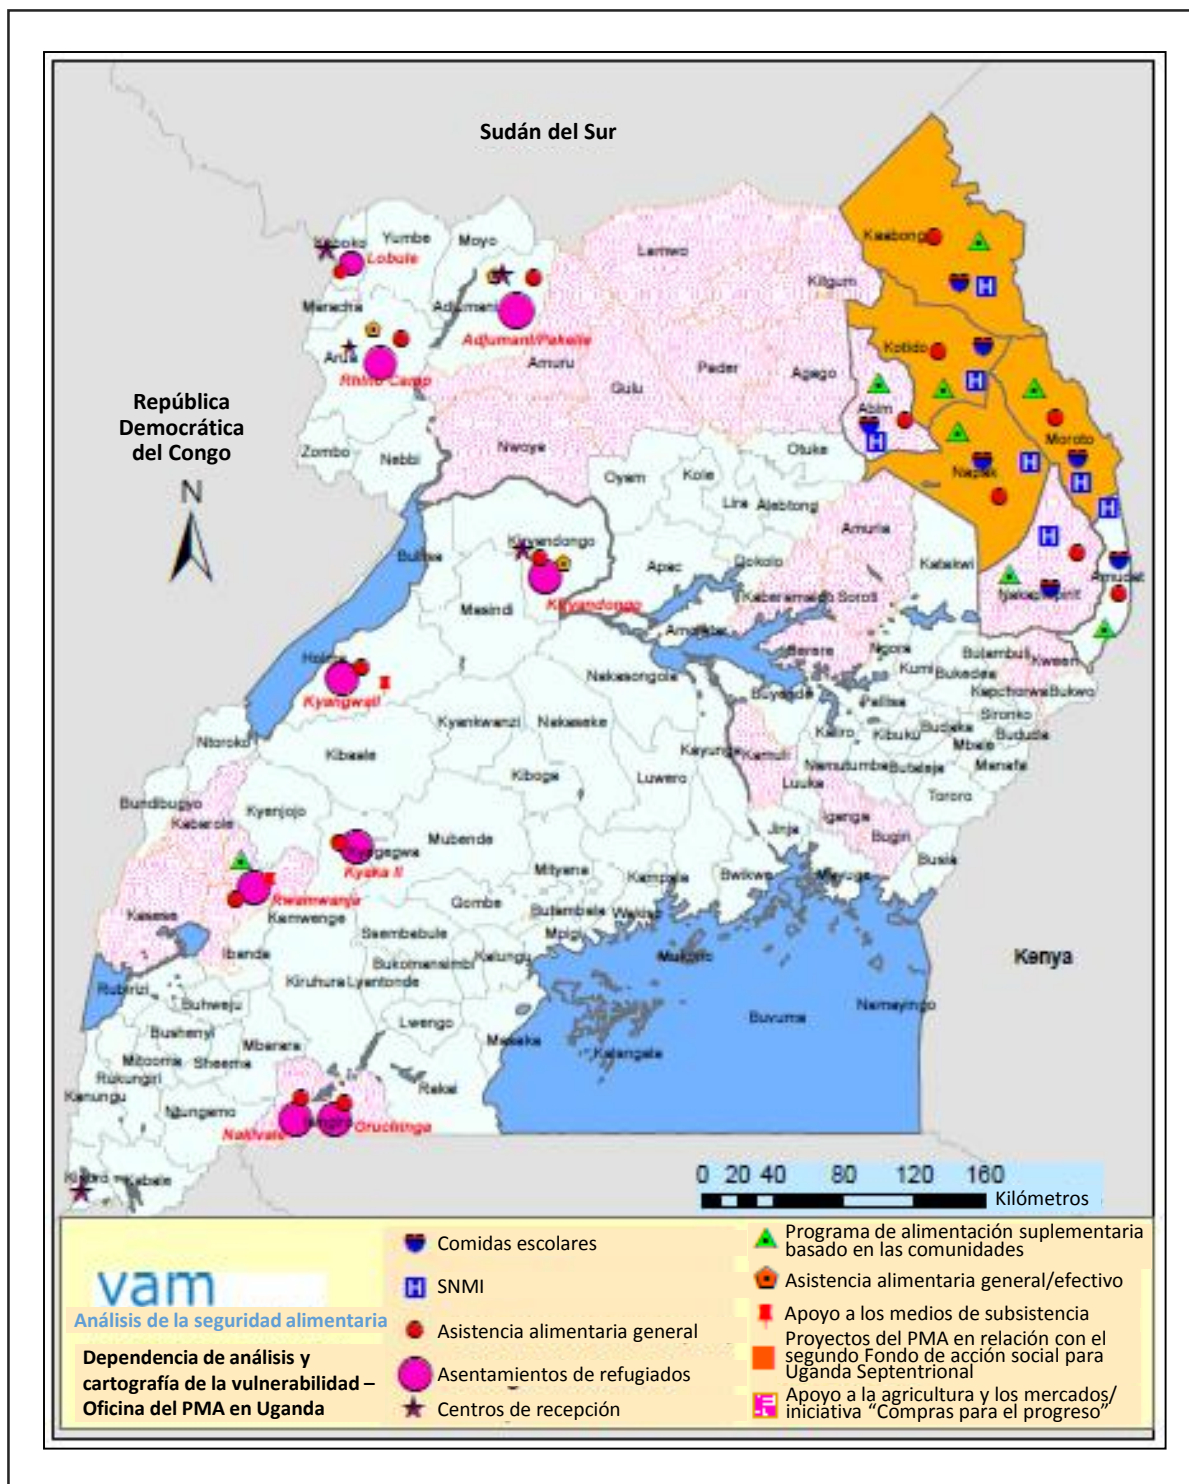 Sudán del Sur
Kaabong
Yumbe
Moyo
Koboko
Lobule
Lamwo
Kitgum
Maracha
Adjumani
Adjumani/Pakelle
Arua
Rhino Camp
Amuru
Gulu
Pader
Agago
Kotido
Abim
Moroto
República
Democrática
del Congo
Zombo
Nebbi
Nwoya
Otuke
Napak
N
Oyam
Kole
Lira
Alebtong
Amuria
Katakwi
Buliisa
Kiryandongo
Kiryandongo
Apac
Dokolo
Nakapiripirit
Amudat
Masindi
Kaberamaido
Soroti
Amolatar
Serere
Ngora
Kumi
Bukedea
Bulambuli
Kween
Kapchorwa
Bukwo
Hoima
Kyangwali
Nakasongola
Buyende
Pallisa
Sironko
Ntoroko
Kibaale
Kyankwanzi
Nakaseke
Kayunga
Kamuli
Kaliro
Kibuku
Budaka
Mbale
Bududa
Manafa
Bundibugyo
Kabarole
Kyenjojo
Kiboga
Luwero
Luuka
Namutumba
Butaleja
Tororo
Iganga
Bugiri
Busia
Jinja
Mayuge
Kyegegwa
Kyaka II
Mubende
Mityana
Kampala
Bwikwe
Kasese
Rwamwanja
Kamwenge
Gombe
Butambala
Wakiso
Mpigi
Ibanda
Ssembabule
Bukomansimbi
Kalungu
Mukono
Kenya
Rubirizi
Kiruhura
Lyantonde
Buhweju
Lwengo
Masaka
Kalangala
Buvuma
Namayingo
Bushenyi
Mbarara
Mitooma
Sheema
Rukungiri
Kanungu
Ntungamo
Rakai
Nakivale
Oruchinga
Kabale
0 20 40 80 120 160
Kilómetros
vam
Análisis de la seguridad alimentaria
Dependencia de análisis y
cartografía de la vulnerabilidad –
Oficina del PMA en Uganda
Comidas escolares
H SNMI
Asistencia alimentaria general
Asentamientos de refugiados
Centros de recepción
Programa de alimentación suplementaria
basado en las comunidades
Asistencia alimentaria general/efectivo
Apoyo a los medios de subsistencia
Proyectos del PMA en relación con el
segundo Fondo de acción social para
Uganda Septentrional
Apoyo a la agricultura y los mercados/
iniciativa “Compras para el progreso”